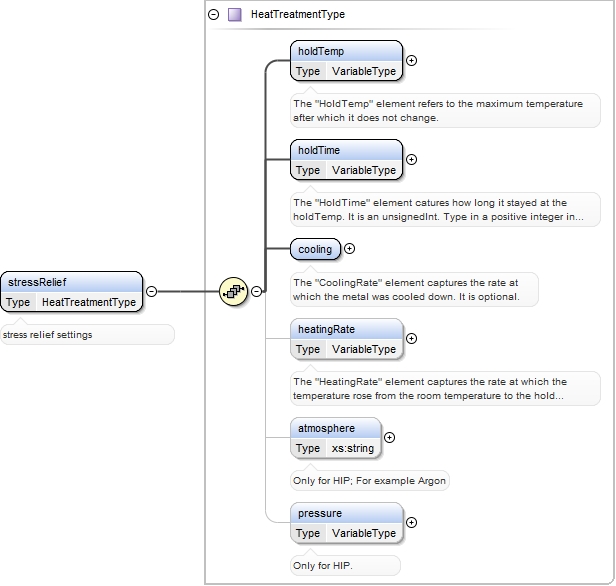 HeatTreatmentType
holdTemp
Type VariableType
The "HoldTemp" element refers to the maximum temperature
after which it does not change.
holdTime
Type VariableType
The "HoldTime" element catures how long it stayed at the
holdTemp. It is an unsignedInt. Type in a positive integer in...
cooling
The "CoolingRate" element captures the rate at
which the metal was cooled down. It is optional.
stressRelief
Type HeatTreatmentType
stress relief settings
heatingRate
Type VariableType
The "HeatingRate" element captures the rate at which the
temperature rose from the room temperature to the hold...
atmosphere
Type xs:string
Only for HIP; For example Argon
pressure
Type VariableType
Only for HIP.